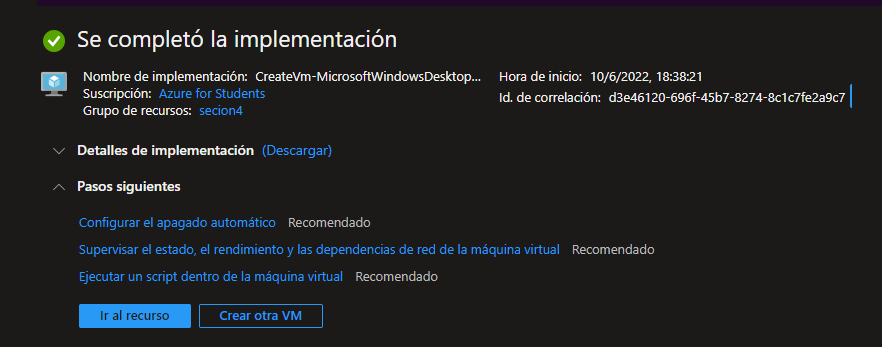 Se completó la implementación
Nombre de implementación: CreateVm-MicrosoftWindowsDesktop... Hora de inicio: 10/6/2022, 18:38:21
Suscripción: Azure for Students Id. de correlación: d3e46120-696f-45b7-8274-8c1c7fe2a9c7
Grupo de recursos: secion4
Detalles de implementación (Descargar)
Pasos siguientes
Configurar el apagado automático Recomendado
Supervisar el estado, el rendimiento y las dependencias de red de la máquina virtual Recomendado
Ejecutar un script dentro de la máquina virtual Recomendado
Ir al recurso Crear otra VM